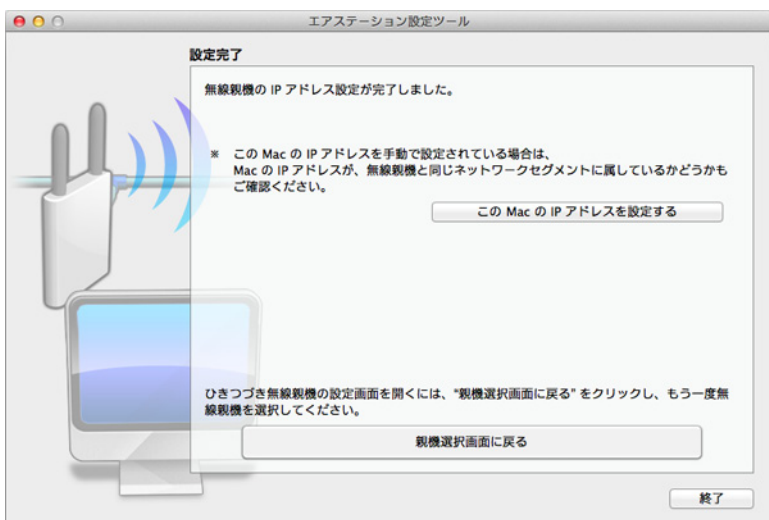 エアステーション設定ツール
設定完了
無線親機の IP アドレス設定が完了しました。
※ この Mac の IP アドレスを手動で設定されている場合は、
Mac の IP アドレスが、無線親機と同じネットワークセグメントに属しているかどうかも
ご確認ください。
この Mac の IP アドレスを設定する
ひきつづき無線親機の設定画面を開くには、“親機選択画面に戻る” をクリックし、もう一度無
線親機を選択してください。
親機選択画面に戻る
終了